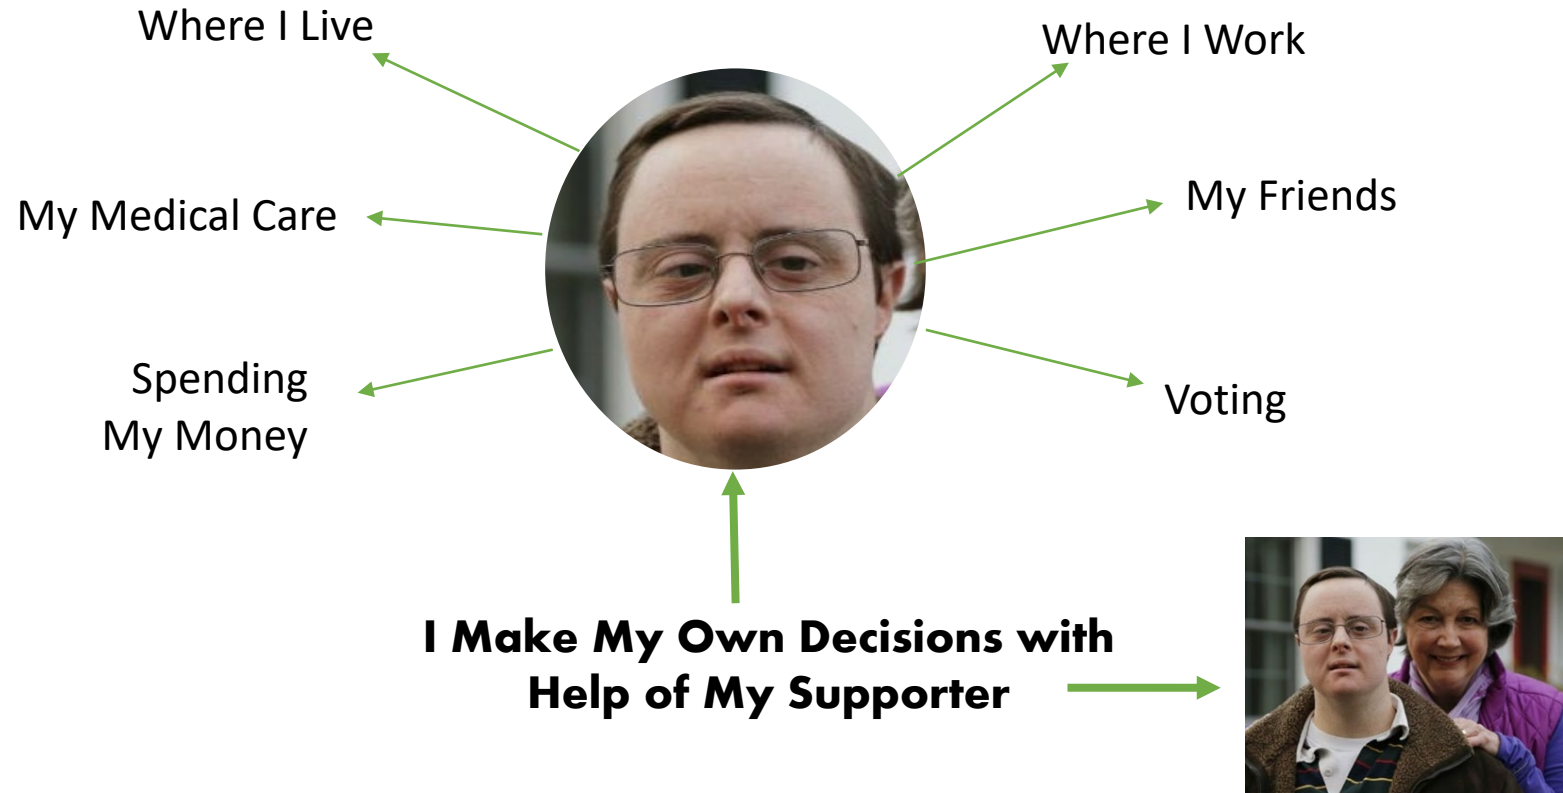 Where I Live
Where I Work
My Medical Care
My Friends
Spending
My Money
Voting
I Make My Own Decisions with
Help of My Supporter